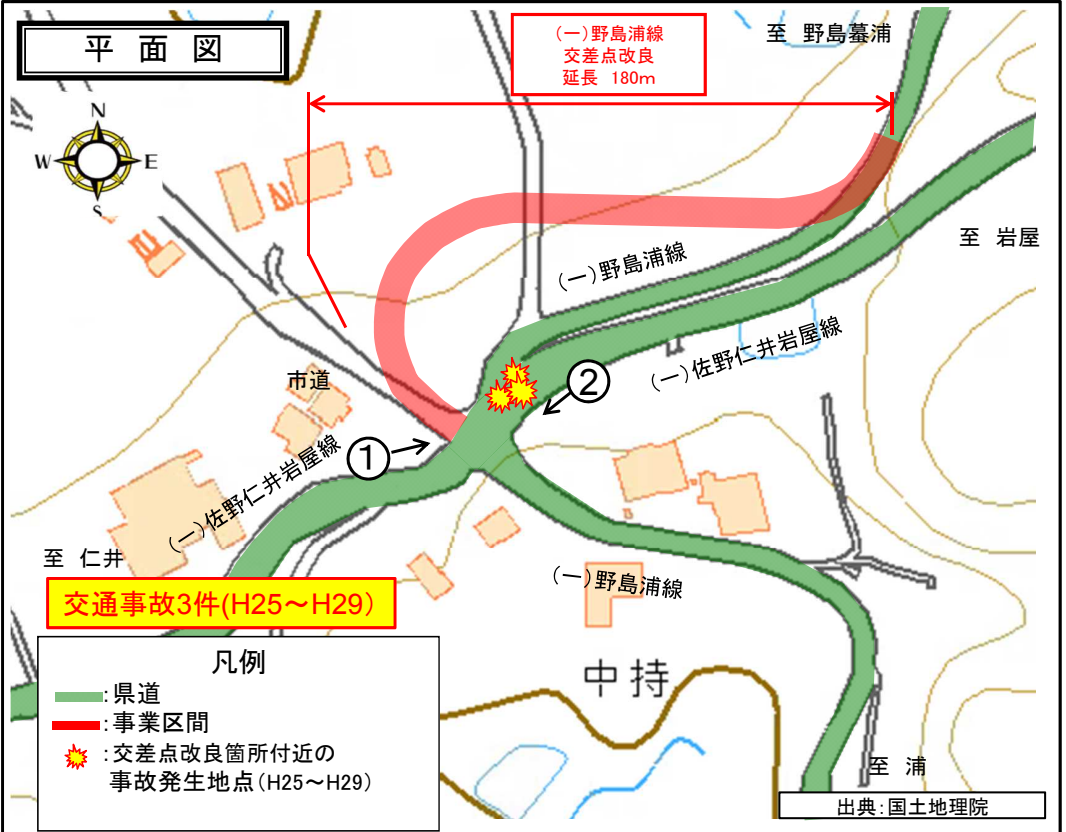 平面図
(一)野島浦線
交差点改良
延長 180m
至 野島蟇浦
N
W
E
S
至 岩屋
(一)野島浦線
(一)佐野仁井岩屋線
②
市道
①
(一)佐野仁井岩屋線
至 仁井
(一)野島浦線
交通事故3件(H25～H29)
中持
凡例
:県道
:事業区間
:交差点改良箇所付近の
事故発生地点(H25～H29)
至 浦
出典:国土地理院